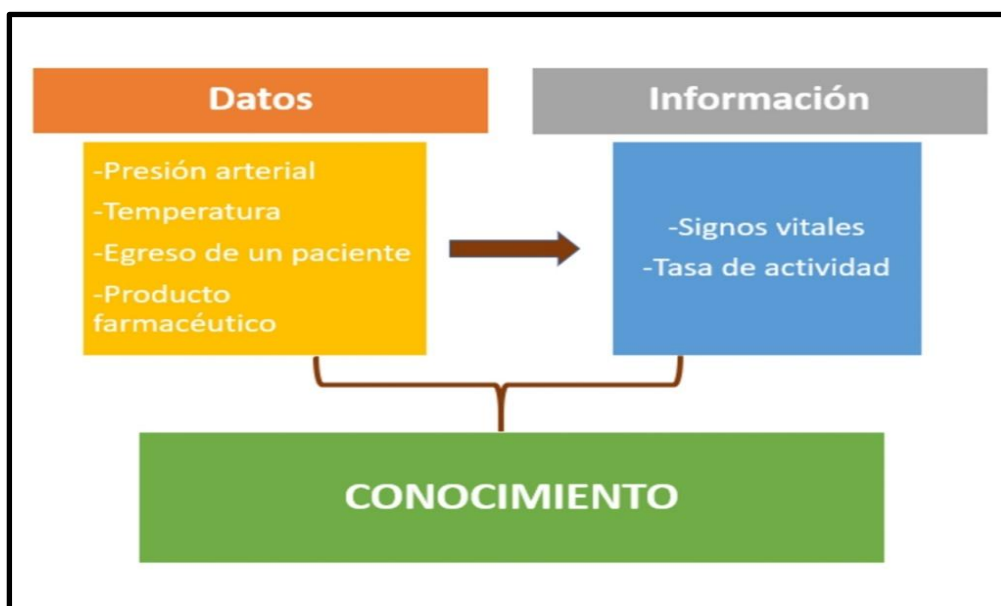 Datos
-Presión arterial
-Temperatura
-Egreso de un paciente
-Producto
farmacéutico
Información
-Signos vitales
-Tasa de actividad
CONOCIMIENTO